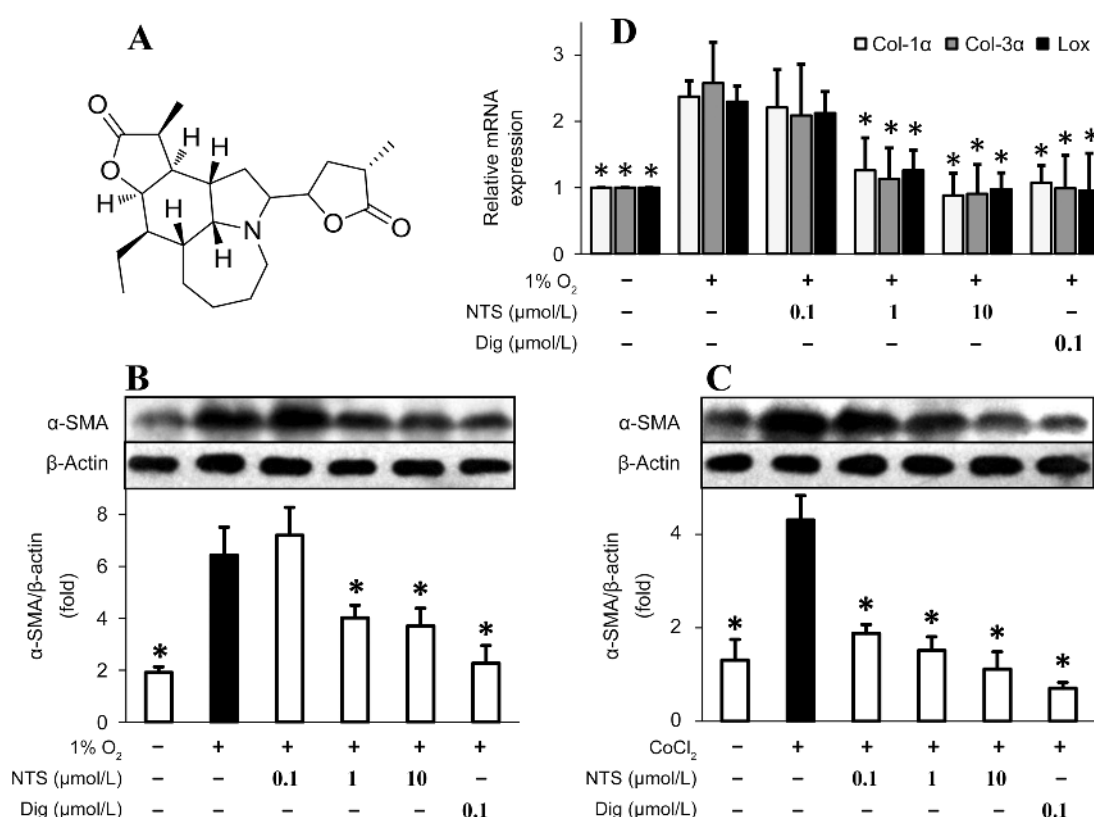 A
O
O
H
H
H
H
N
O
O
D
Col-1α Col-3α Lox
Relative mRNA
expression
3
2
1
0
* * * * * * * * * * * *
1% O₂ – + + + + +
NTS (μmol/L) – – 0.1 1 10 –
Dig (μmol/L) – – – – – 0.1
B
α-SMA
β-Actin
α-SMA/β-actin
(fold)
8
6
4
2
0
* * * *
1% O₂ – + + + + +
NTS (μmol/L) – – 0.1 1 10 –
Dig (μmol/L) – – – – – 0.1
C
α-SMA
β-Actin
α-SMA/β-actin
(fold)
4
2
0
* * * * *
CoCl₂ – + + + + +
NTS (μmol/L) – – 0.1 1 10 –
Dig (μmol/L) – – – – – 0.1